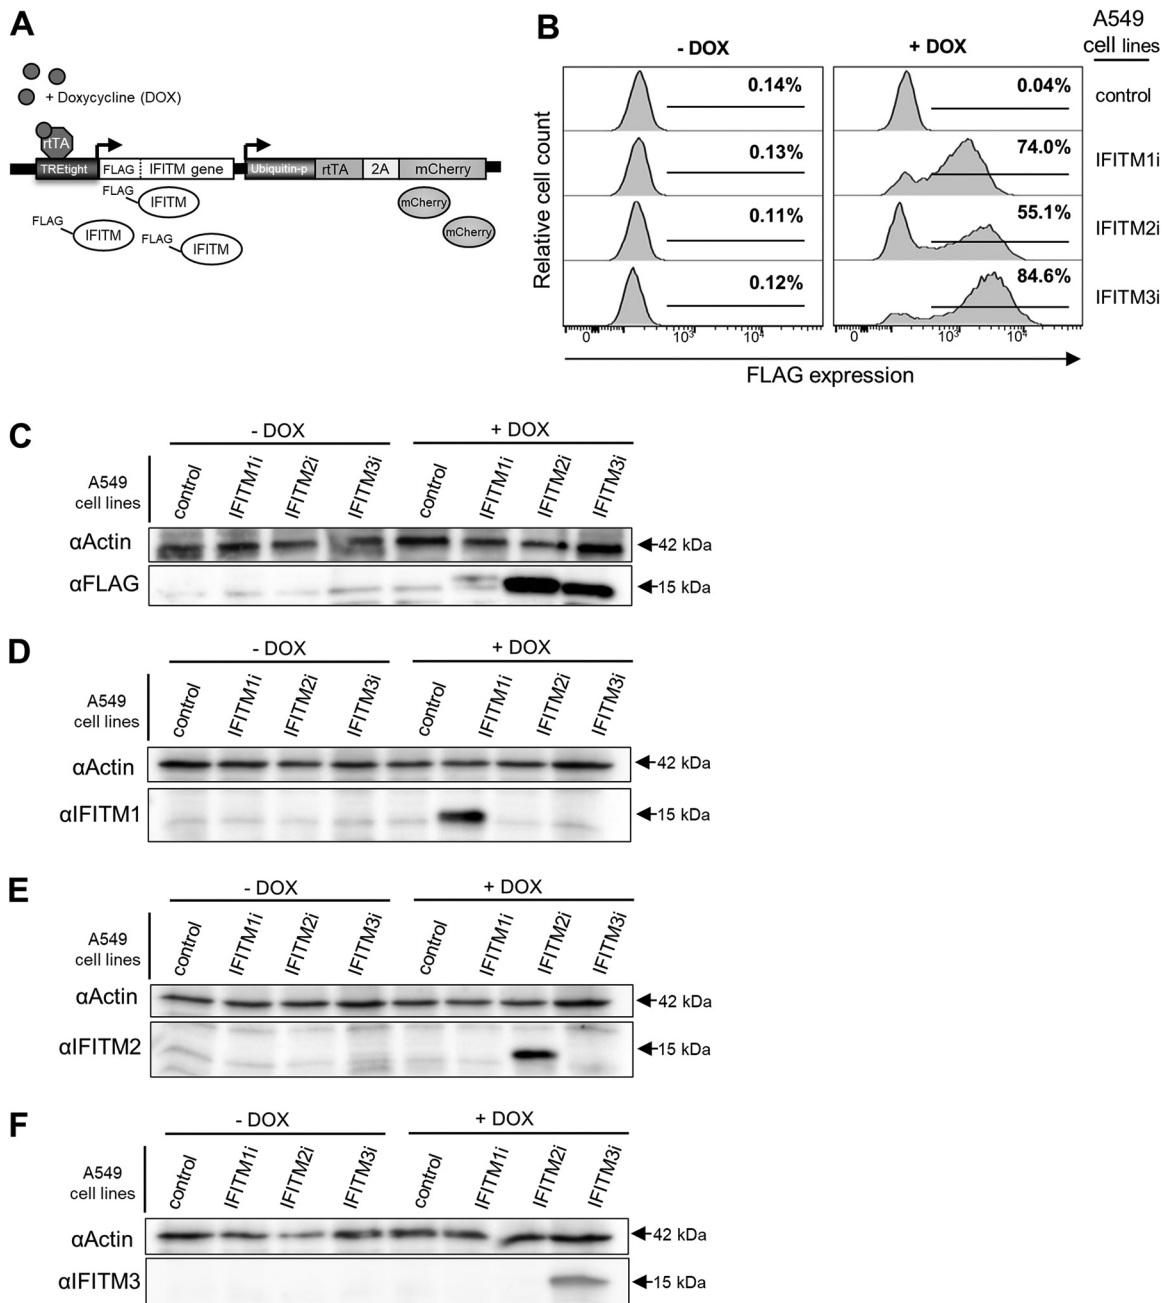 A
+ Doxycycline (DOX)
rtTA
TREtight
FLAG
IFITM gene
Ubiquitin-p
rtTA
2A
mCherry
FLAG
IFITM
FLAG
IFITM
FLAG
IFITM
mCherry
mCherry
B
A549
cell lines
- DOX
+ DOX
Relative cell count
0.14%
0.04%
control
0.13%
74.0%
IFITM1i
0.11%
55.1%
IFITM2i
0.12%
84.6%
IFITM3i
0 10³ 10⁴
0 10³ 10⁴
FLAG expression
C
- DOX
+ DOX
A549
cell lines
control IFITM1i IFITM2i IFITM3i control IFITM1i IFITM2i IFITM3i
αActin
42 kDa
αFLAG
15 kDa
D
- DOX
+ DOX
A549
cell lines
control IFITM1i IFITM2i IFITM3i control IFITM1i IFITM2i IFITM3i
αActin
42 kDa
αIFITM1
15 kDa
E
- DOX
+ DOX
A549
cell lines
control IFITM1i IFITM2i IFITM3i control IFITM1i IFITM2i IFITM3i
αActin
42 kDa
αIFITM2
15 kDa
F
- DOX
+ DOX
A549
cell lines
control IFITM1i IFITM2i IFITM3i control IFITM1i IFITM2i IFITM3i
αActin
42 kDa
αIFITM3
15 kDa